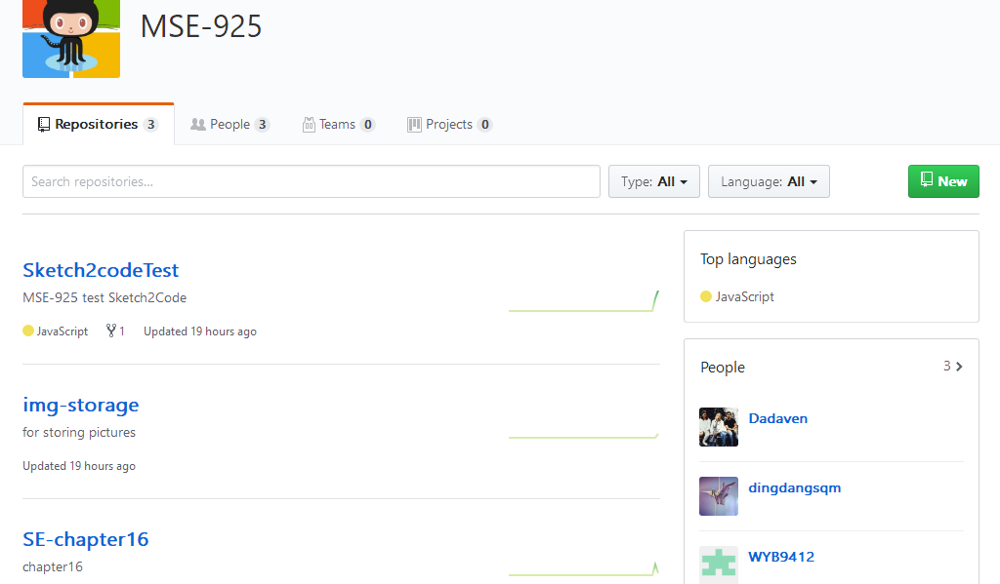 MSE-925
Repositories 3 People 3 Teams 0 Projects 0
Search repositories... Type: All Language: All New
Sketch2codeTest
MSE-925 test Sketch2Code
JavaScript 1 Updated 19 hours ago
img-storage
for storing pictures
Updated 19 hours ago
SE-chapter16
chapter16
Top languages
JavaScript
People 3
Dadaven
dingdangsqm
WYB9412